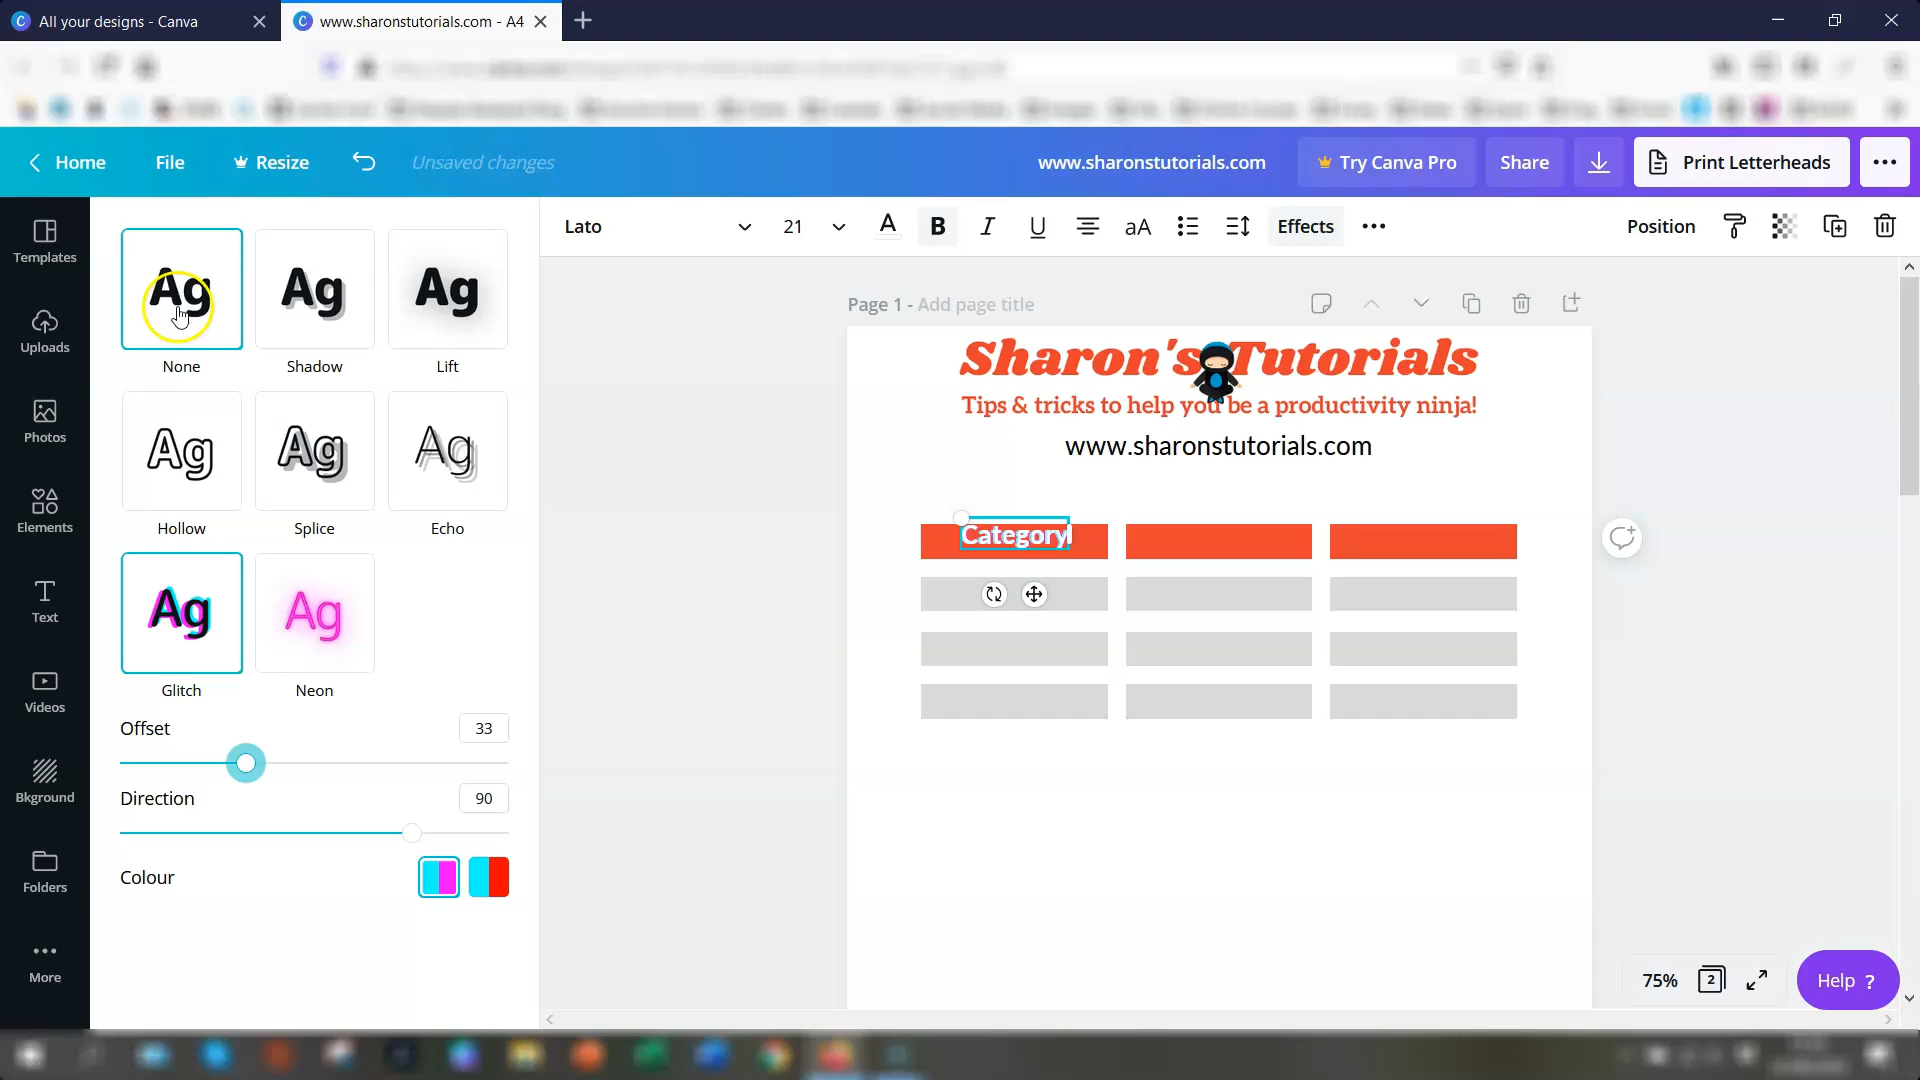 All your designs - Canva
www.sharonstutorials.com - A4
Home
File
Resize
Unsaved changes
www.sharonstutorials.com
Try Canva Pro
Share
Print Letterheads
Templates
Uploads
Photos
Elements
Text
Videos
Bkground
Folders
More
Ag
None
Ag
Shadow
Ag
Lift
Ag
Hollow
Ag
Splice
Ag
Echo
Ag
Glitch
Ag
Neon
Offset 33
Direction 90
Colour
Lato
21
A
B
I
U
aA
Effects
Position
Page 1 - Add page title
Sharon's Tutorials
Tips & tricks to help you be a productivity ninja!
www.sharonstutorials.com
Category
75%
2
Help ?